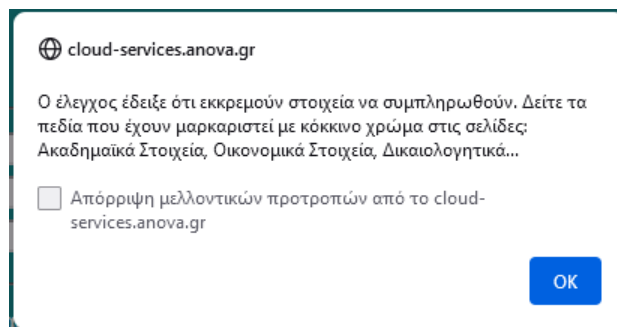 cloud-services.anova.gr
Ο έλεγχος έδειξε ότι εκκρεμούν στοιχεία να συμπληρωθούν. Δείτε τα
πεδία που έχουν μαρκαριστεί με κόκκινο χρώμα στις σελίδες:
Ακαδημαϊκά Στοιχεία, Οικονομικά Στοιχεία, Δικαιολογητικά...
Απόρριψη μελλοντικών προτροπών από το cloud-
services.anova.gr
OK